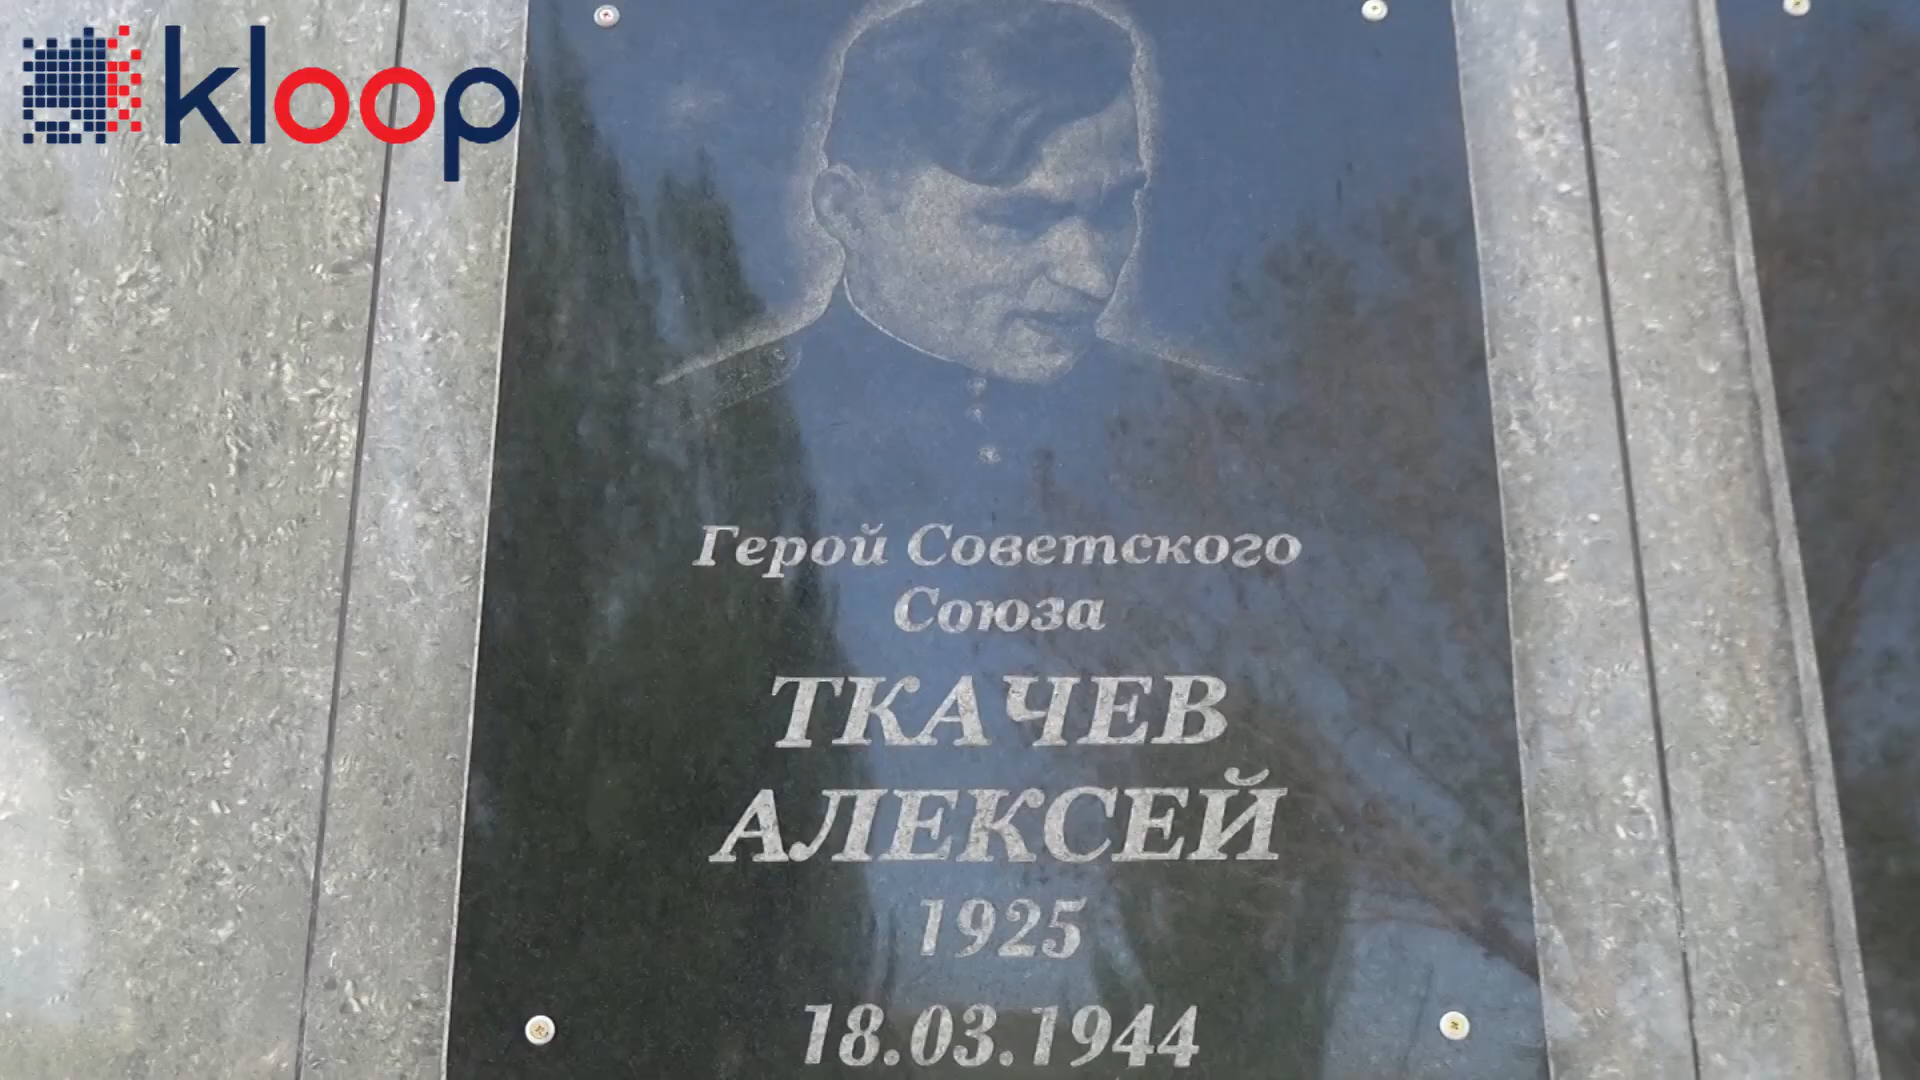 kloop
Герой Советского
Союза
ТКАЧЕВ
АЛЕКСЕЙ
1925
18.03.1944